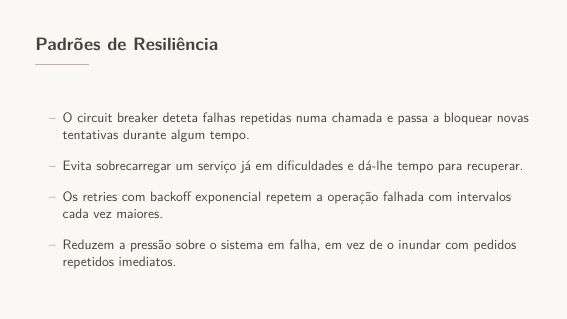 Padrões de Resiliência
– O circuit breaker deteta falhas repetidas numa chamada e passa a bloquear novas
tentativas durante algum tempo.
– Evita sobrecarregar um serviço já em dificuldades e dá-lhe tempo para recuperar.
– Os retries com backoff exponencial repetem a operação falhada com intervalos
cada vez maiores.
– Reduzem a pressão sobre o sistema em falha, em vez de o inundar com pedidos
repetidos imediatos.